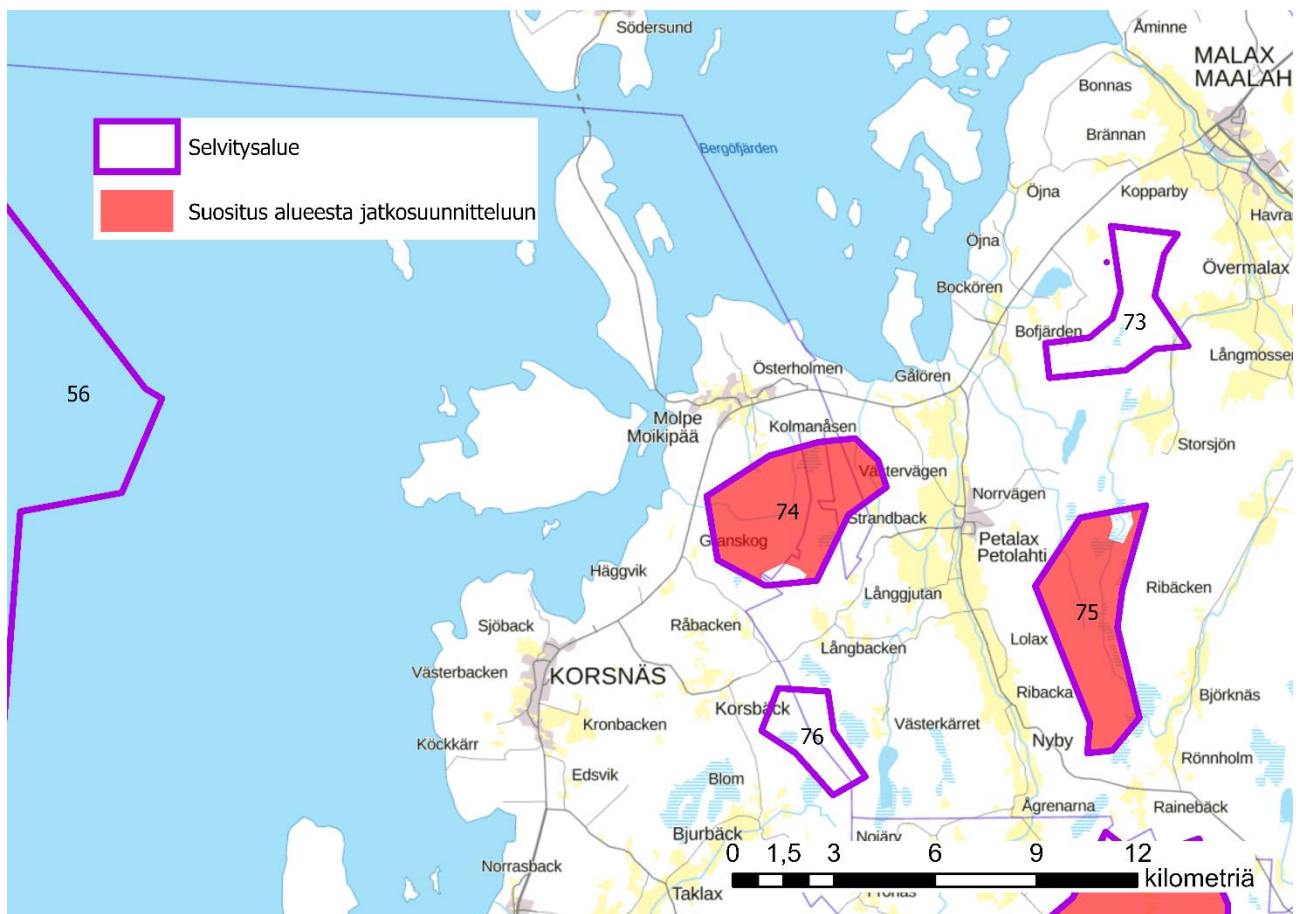 Södersund
Åminne
MALAX
MAALAH
Bonnas
Brännan
Selvitysalue
Bergöfjärden
Suositus alueesta jatkosuunnitteluun
Öjna
Kopparby
Havras
Öjna
Övermalax
Bockören
Bofjärden
73
Långmossen
Österholmen
Gålören
56
Molpe
Moikipää
Kolmanåsen
Storsjön
Västervägen
Norrvägen
74
Strandback
Petalax
Petolahti
Granskog
Häggvik
Långgjutan
Ribäcken
75
Sjöback
Råbacken
Lolax
Långbacken
Västerbacken
KORSNÄS
Ribacka
Björknäs
Korsbäck
Kronbacken
Västerkärret
76
Nyby
Köckkärr
Rönnholm
Edsvik
Blom
Ågrenarna
Rainebäck
Bjurbäck
Nojärv
0 1,5 3 6 9 12
kilometriä
Norrasback
Taklax